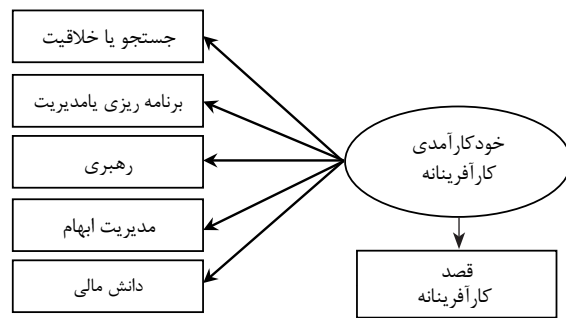 جستجو یا خلاقیت
برنامه ریزی یامدیریت
رهبری
مدیریت ابهام
دانش مالی
خودکارآمدی
کارآفرینانه
قصد
کارآفرینانه